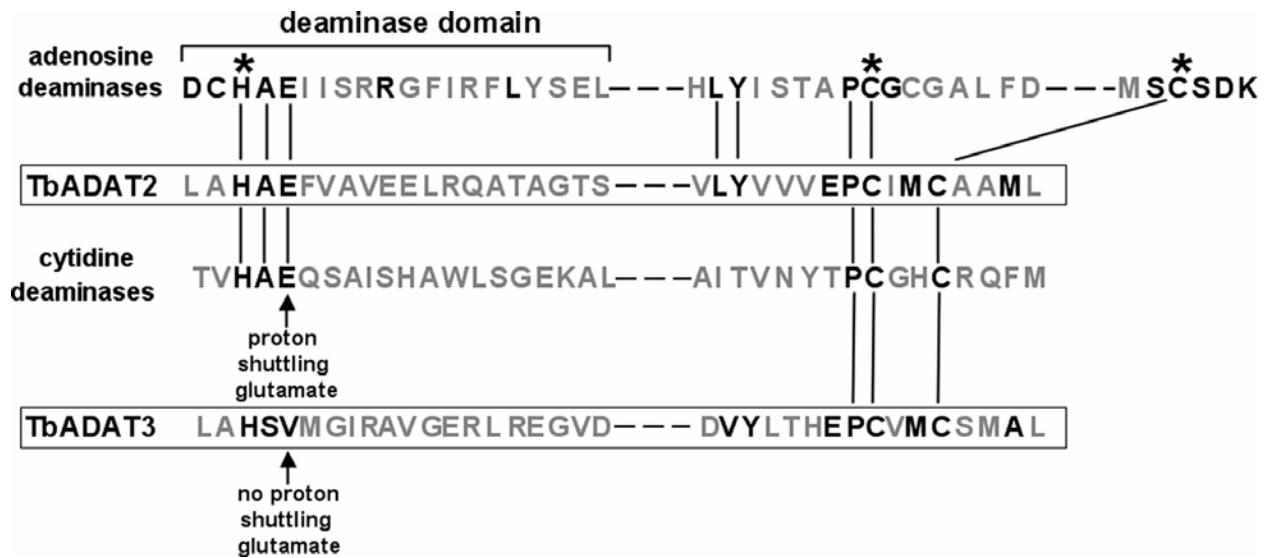 deaminase domain
adenosine
deaminases
* * *
DCHAEIISRRGFIRFLYSEL---HLYISTAPCGCGALFD---MSCSDK
TbADAT2 LAHAEFVAVEELRQATAGTS---VLYVVVEPCIMCAAML
cytidine
deaminases
TVHAEQSAISHAWLSGEKAL---AITVNYTPCGHCRQFM
proton
shuttling
glutamate
TbADAT3 LAHSVMGIRAVGERLREGVD---DVYLTHEPCVMCSMAL
no proton
shuttling
glutamate